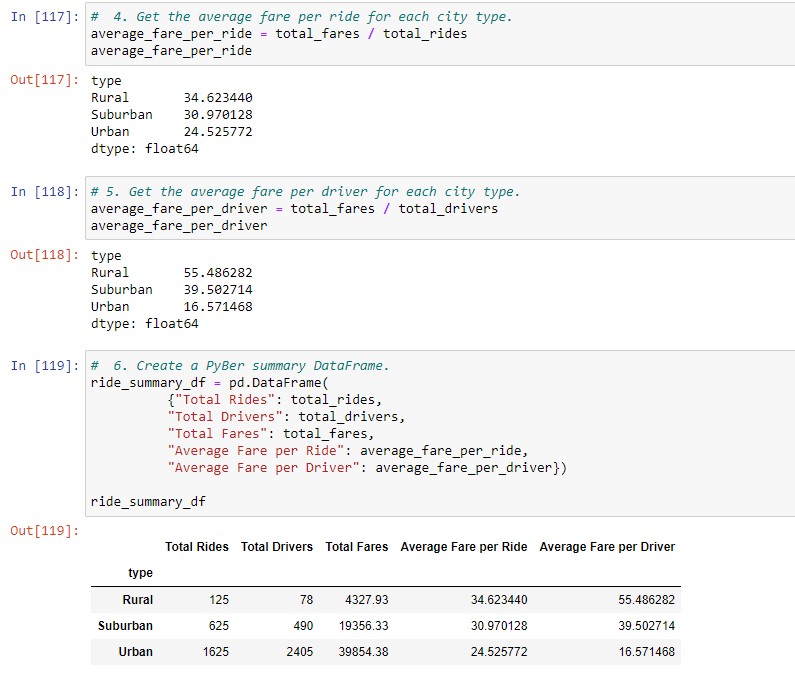 In [117]: #  4. Get the average fare per ride for each city type.
average_fare_per_ride = total_fares / total_rides
average_fare_per_ride
Out[117]: type
Rural       34.623440
Suburban    30.970128
Urban       24.525772
dtype: float64
In [118]: # 5. Get the average fare per driver for each city type.
average_fare_per_driver = total_fares / total_drivers
average_fare_per_driver
Out[118]: type
Rural       55.486282
Suburban    39.502714
Urban       16.571468
dtype: float64
In [119]: #  6. Create a PyBer summary DataFrame.
ride_summary_df = pd.DataFrame(
          {"Total Rides": total_rides,
          "Total Drivers": total_drivers,
          "Total Fares": total_fares,
          "Average Fare per Ride": average_fare_per_ride,
          "Average Fare per Driver": average_fare_per_driver})
ride_summary_df
Out[119]:
Total Rides Total Drivers Total Fares Average Fare per Ride Average Fare per Driver
type
Rural 125 78 4327.93 34.623440 55.486282
Suburban 625 490 19356.33 30.970128 39.502714
Urban 1625 2405 39854.38 24.525772 16.571468